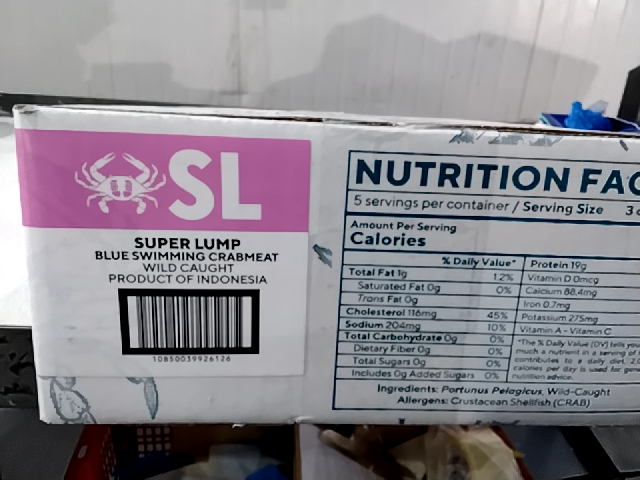 SL
SUPER LUMP
BLUE SWIMMING CRABMEAT
WILD CAUGHT
PRODUCT OF INDONESIA
10850039926126
NUTRITION FAC
5 servings per container / Serving Size 3
Amount Per Serving
Calories
% Daily Value*
Total Fat 1g 1.2%
Saturated Fat 0g 0%
Trans Fat 0g
Cholesterol 116mg 45%
Sodium 204mg 10%
Total Carbohydrate 0g 0%
Dietary Fiber 0g 0%
Total Sugars 0g 0%
Includes 0g Added Sugars 0%
Protein 19g
Vitamin D 0mcg
Calcium 88.4mg
Iron 0.7mg
Potassium 275mg
Vitamin A - Vitamin C
*The % Daily Value (DV) tells you
much a nutrient in a serving of
contributes to a daily diet. 2,0
calories per day is used for gene
nutrition advice.
Ingredients: Portunus Pelagicus, Wild-Caught
Allergens: Crustacean Shellfish (CRAB)